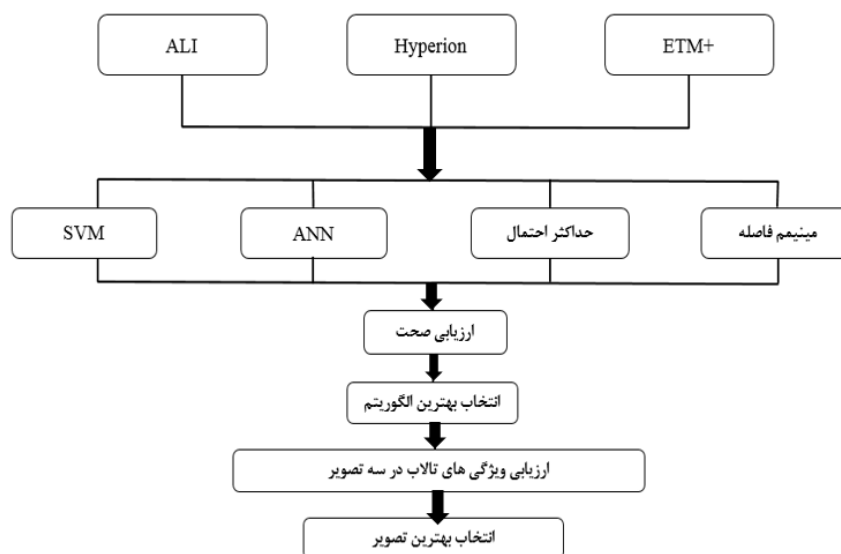 ALI
Hyperion
ETM+
SVM
ANN
حداکثر احتمال
مینیمم فاصله
ارزیابی صحت
انتخاب بهترین الگوریتم
ارزیابی ویژگی های تالاب در سه تصویر
انتخاب بهترین تصویر